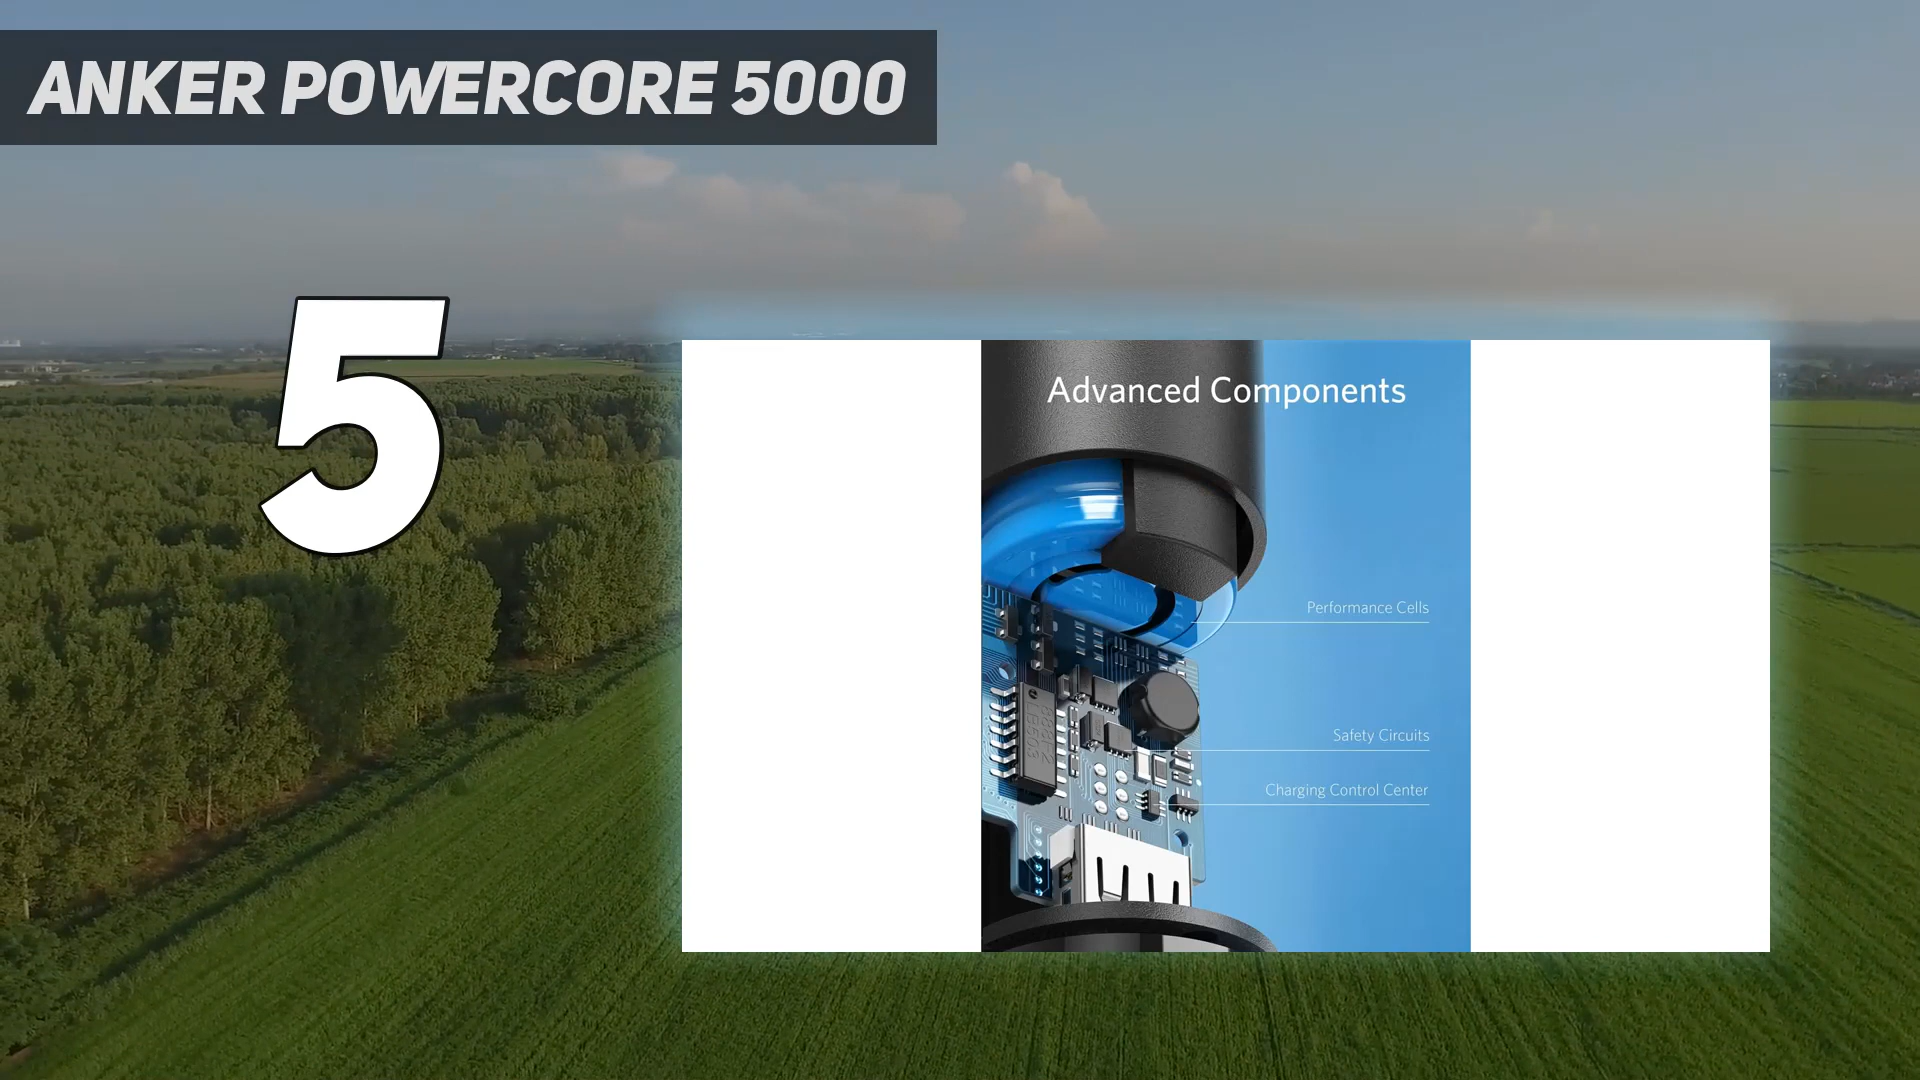 ANKER POWERCORE 5000
5
Advanced Components
Performance Cells
Safety Circuits
Charging Control Center